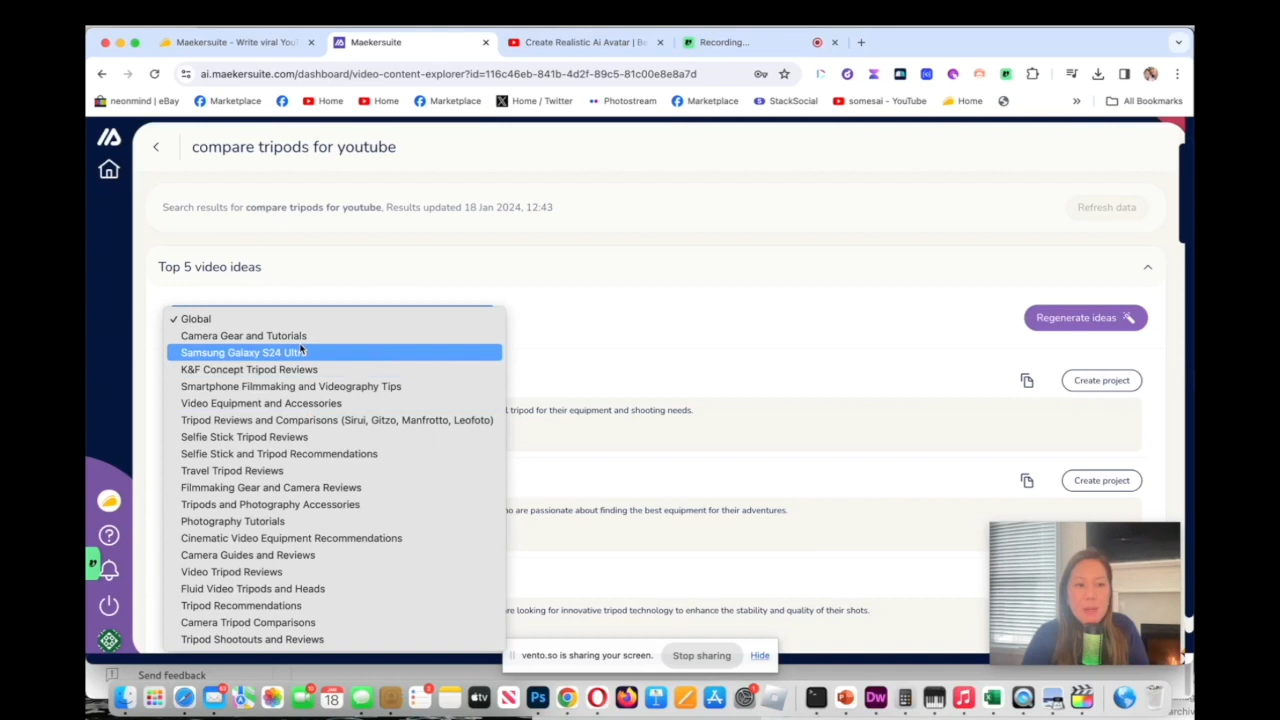 Maekersuite - Write viral You
Maekersuite
Create Realistic Ai Avatar | Be
Recording...
ai.maekersuite.com/dashboard/video-content-explorer?id=116c46eb-841b-4d2f-89c5-81c00e8e8a7d
neonmind | eBay
Marketplace
Home
Home
Marketplace
Home / Twitter
Photostream
Marketplace
StackSocial
somesai - YouTube
Home
All Bookmarks
compare tripods for youtube
Search results for compare tripods for youtube. Results updated 18 Jan 2024, 12:43
Refresh data
Top 5 video ideas
Global
Camera Gear and Tutorials
Samsung Galaxy S24 Ultra
K&F Concept Tripod Reviews
Smartphone Filmmaking and Videography Tips
Video Equipment and Accessories
Tripod Reviews and Comparisons (Sirui, Gitzo, Manfrotto, Leofoto)
Selfie Stick Tripod Reviews
Selfie Stick and Tripod Recommendations
Travel Tripod Reviews
Filmmaking Gear and Camera Reviews
Tripods and Photography Accessories
Photography Tutorials
Cinematic Video Equipment Recommendations
Camera Guides and Reviews
Video Tripod Reviews
Fluid Video Tripods and Heads
Tripod Recommendations
Camera Tripod Comparisons
Tripod Shootouts and Reviews
Regenerate ideas
Create project
tripod for their equipment and shooting needs.
Create project
who are passionate about finding the best equipment for their adventures.
are looking for innovative tripod technology to enhance the stability and quality of their shots.
vento.so is sharing your screen.
Stop sharing
Hide
Send feedback
JAN
18
tv
Ps
Dw